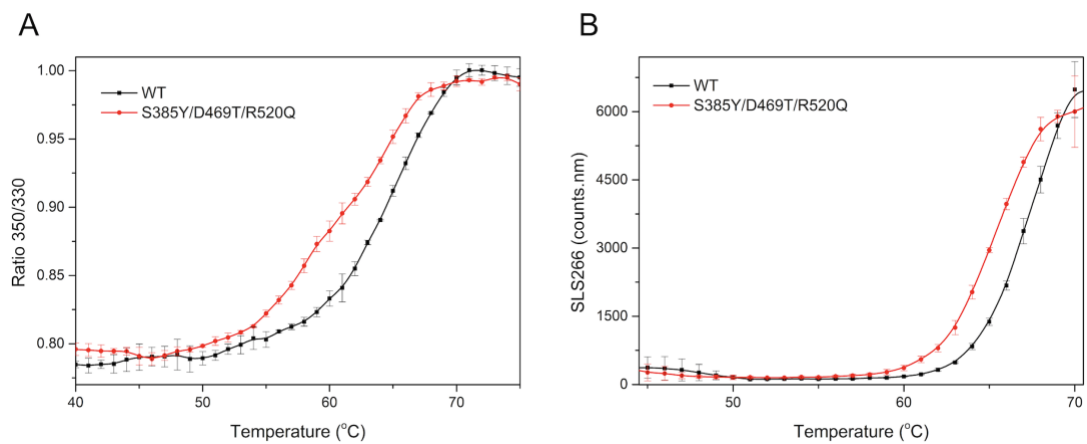 A
B
WT
S385Y/D469T/R520Q
1.00
0.95
0.90
0.85
0.80
Ratio 350/330
40
50
60
70
Temperature (°C)
WT
S385Y/D469T/R520Q
6000
4500
3000
1500
0
SLS266 (counts.nm)
50
60
70
Temperature (°C)